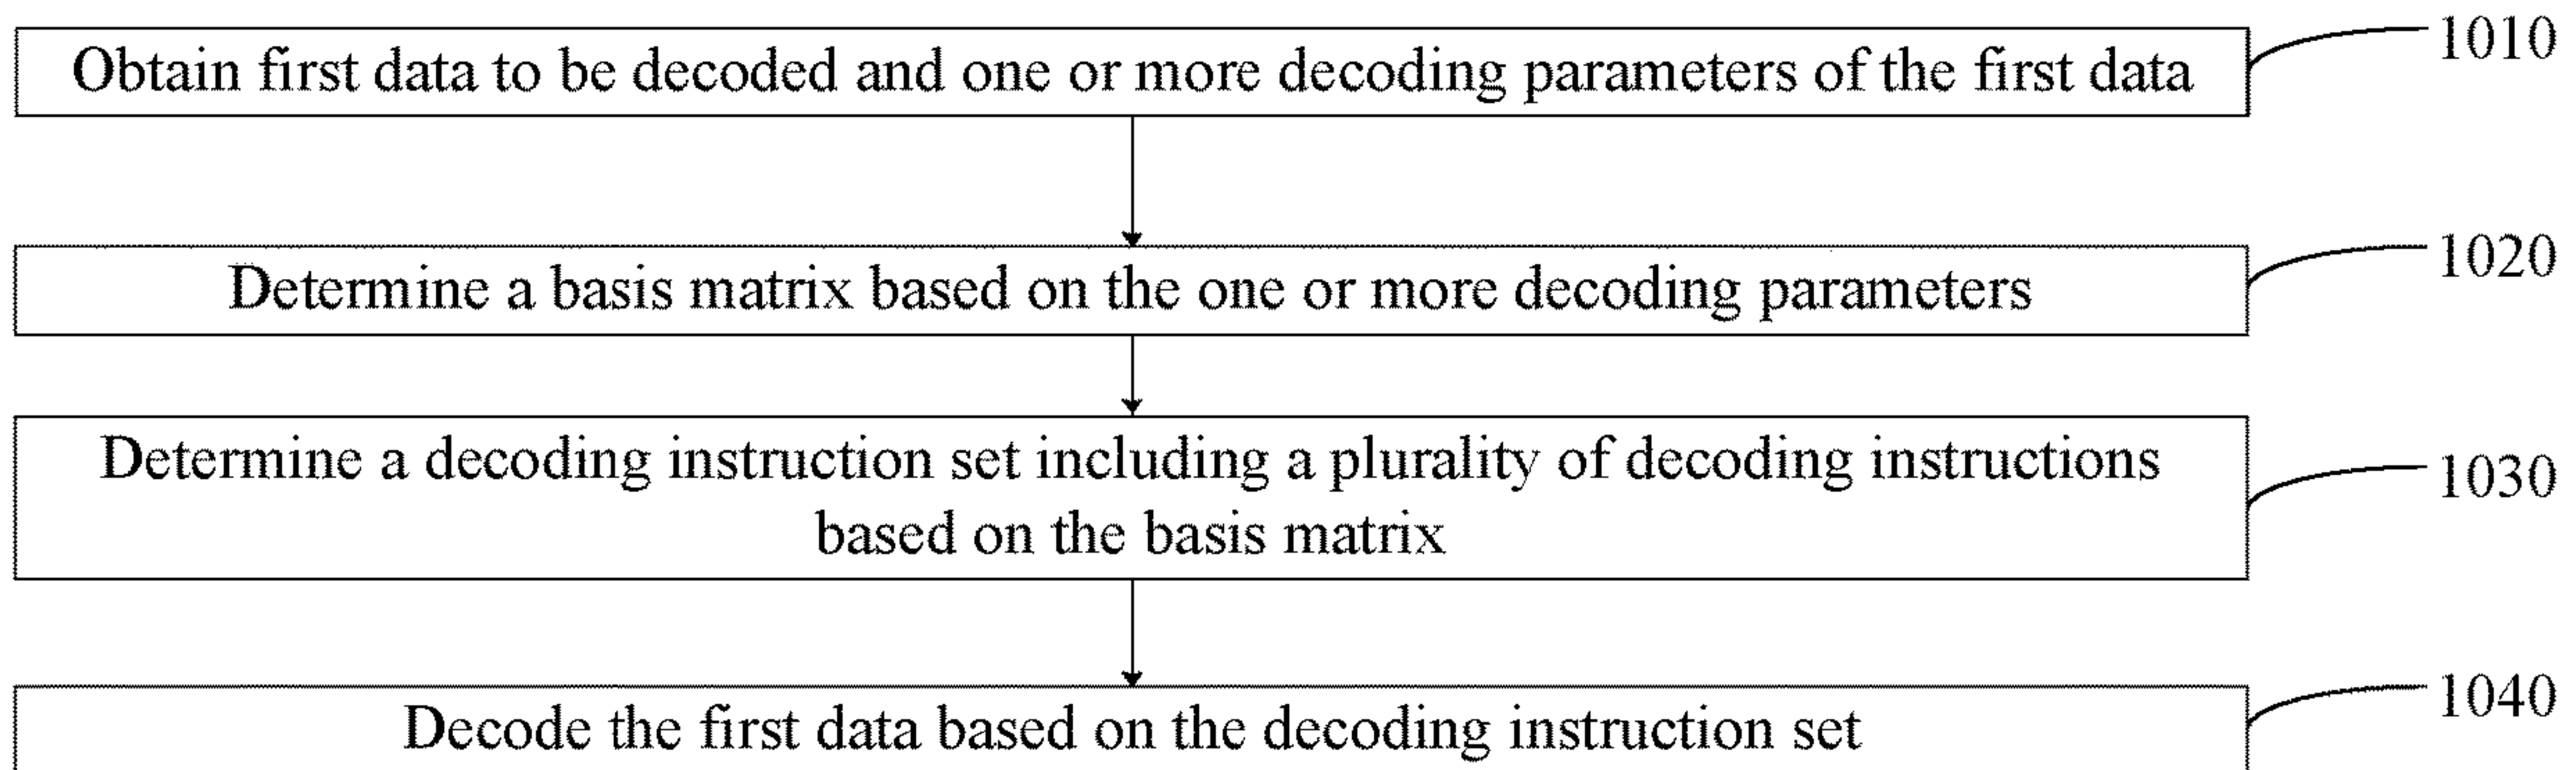 Obtain first data to be decoded and one or more decoding parameters of the first data
1010
Determine a basis matrix based on the one or more decoding parameters
1020
Determine a decoding instruction set including a plurality of decoding instructions
based on the basis matrix
1030
Decode the first data based on the decoding instruction set
1040